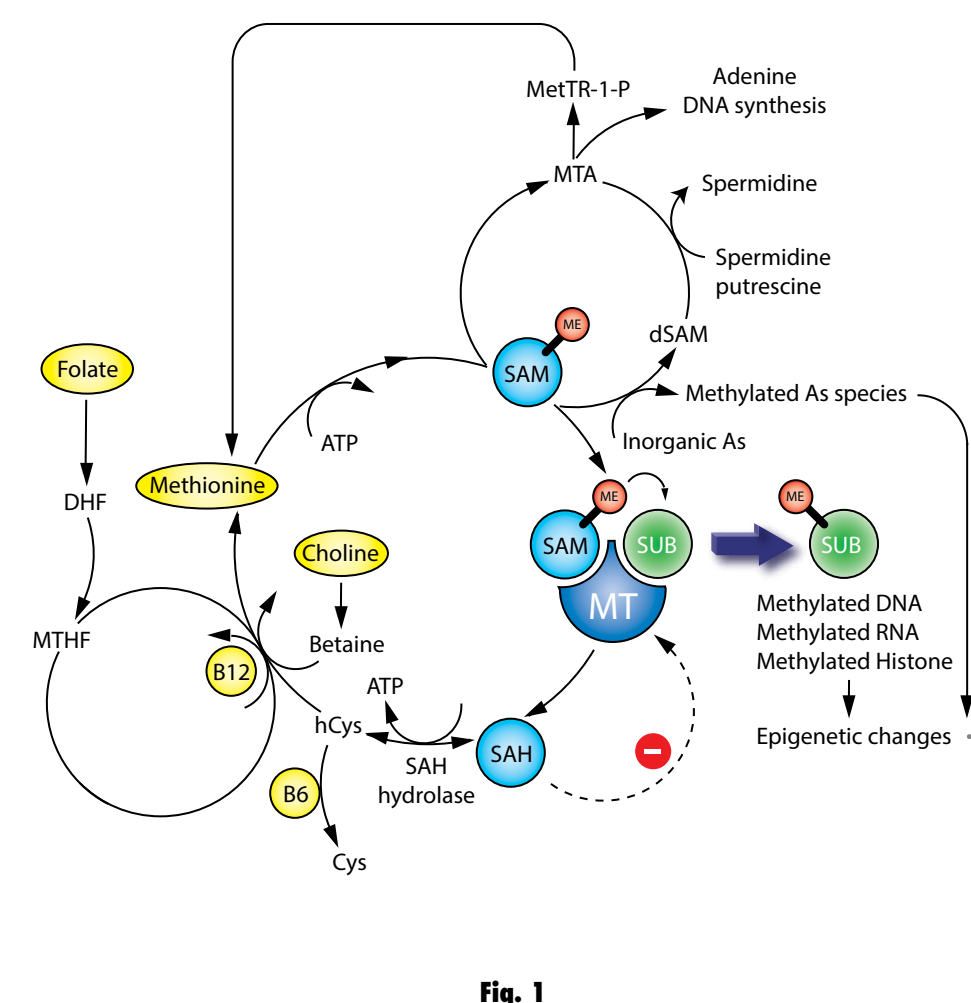 MetTR-1-P
Adenine
DNA synthesis
MTA
Spermidine
Spermidine
putrescine
ME
dSAM
SAM
Folate
Methylated As species
ATP
Inorganic As
Methionine
DHF
ME
ME
Choline
SAM
SUB
SUB
MT
Methylated DNA
Methylated RNA
Methylated Histone
MTHF
Betaine
B12
ATP
hCys
Epigenetic changes
SAH
SAH
hydrolase
B6
Cys
Fig. 1